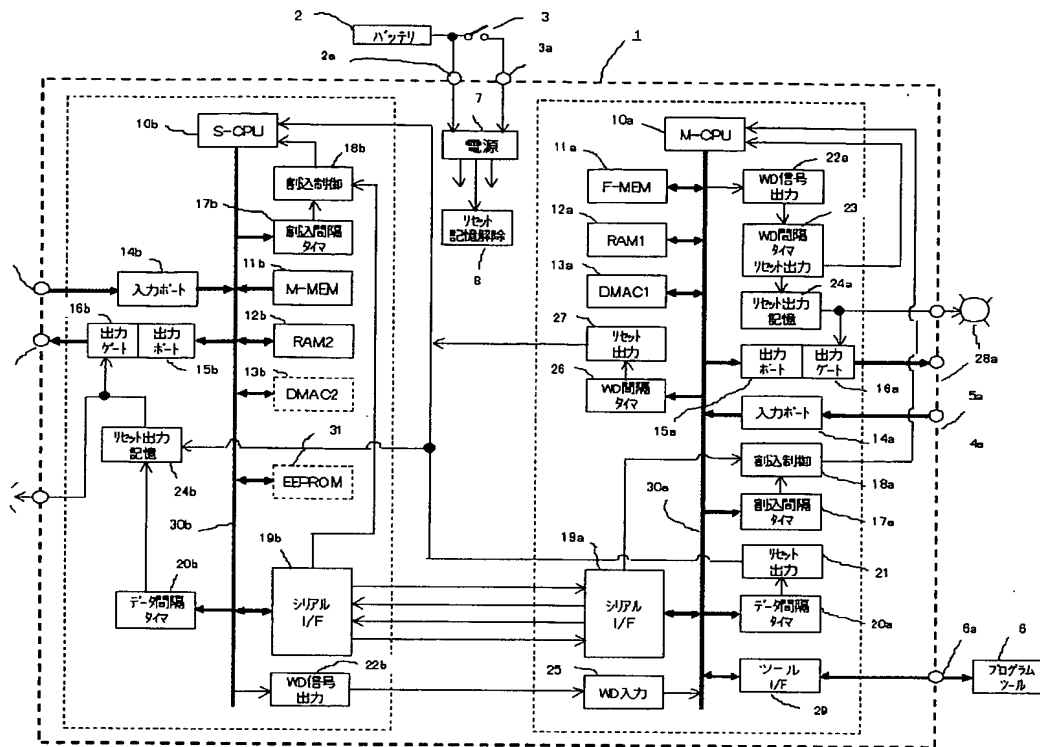 2
バッテリ
3
2a
3a
1
7
電源
リセット
記憶解除
8
10b
S-CPU
18b
割込制御
17b
割込間隔
タイマ
14b
入力ポート
11b
M-MEM
16b
出力
ゲート
出力
ポート
15b
12b
RAM2
13b
DMAC2
リセット出力
記憶
24b
31
EEPROM
30b
20b
データ間隔
タイマ
19b
シリアル
I/F
22b
WD信号
出力
10a
M-CPU
11a
F-MEM
12a
RAM1
13a
DMAC1
22a
WD信号
出力
23
WD間隔
タイマ
リセット出力
24a
リセット出力
記憶
28a
27
リセット
出力
26
WD間隔
タイマ
出力
ポート
出力
ゲート
15a
16a
5a
入力ポート
14a
4a
割込制御
18a
30a
割込間隔
タイマ
17a
19a
シリアル
I/F
リセット
出力
21
データ間隔
タイマ
20a
25
WD入力
ツール
I/F
29
6a
6
プログラム
ツール